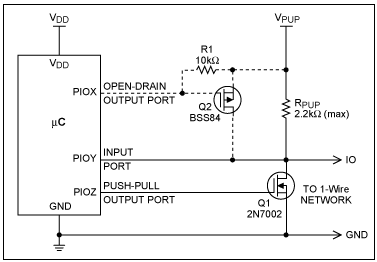 VDD
VPUP
R1
10kΩ
VDD
PIOX
OPEN-DRAIN
OUTPUT PORT
Q2
BSS84
RPUP
2.2kΩ (max)
µC
PIOY
INPUT
PORT
IO
PIOZ
PUSH-PULL
OUTPUT PORT
Q1
2N7002
TO 1-Wire
NETWORK
GND
GND